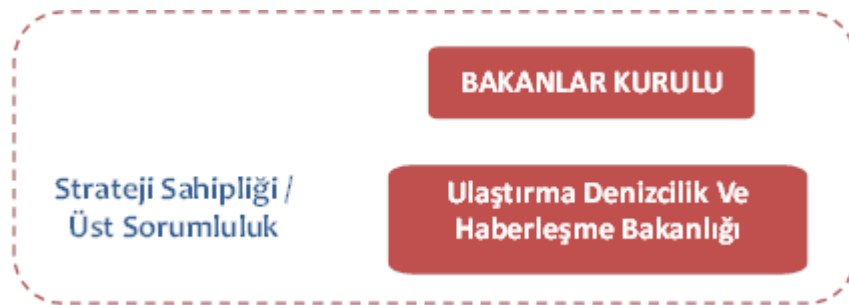 BAKANLAR KURULU
Strateji Sahipliği /
Üst Sorumluluk
Ulaştırma Denizcilik Ve
Haberleşme Bakanlığı